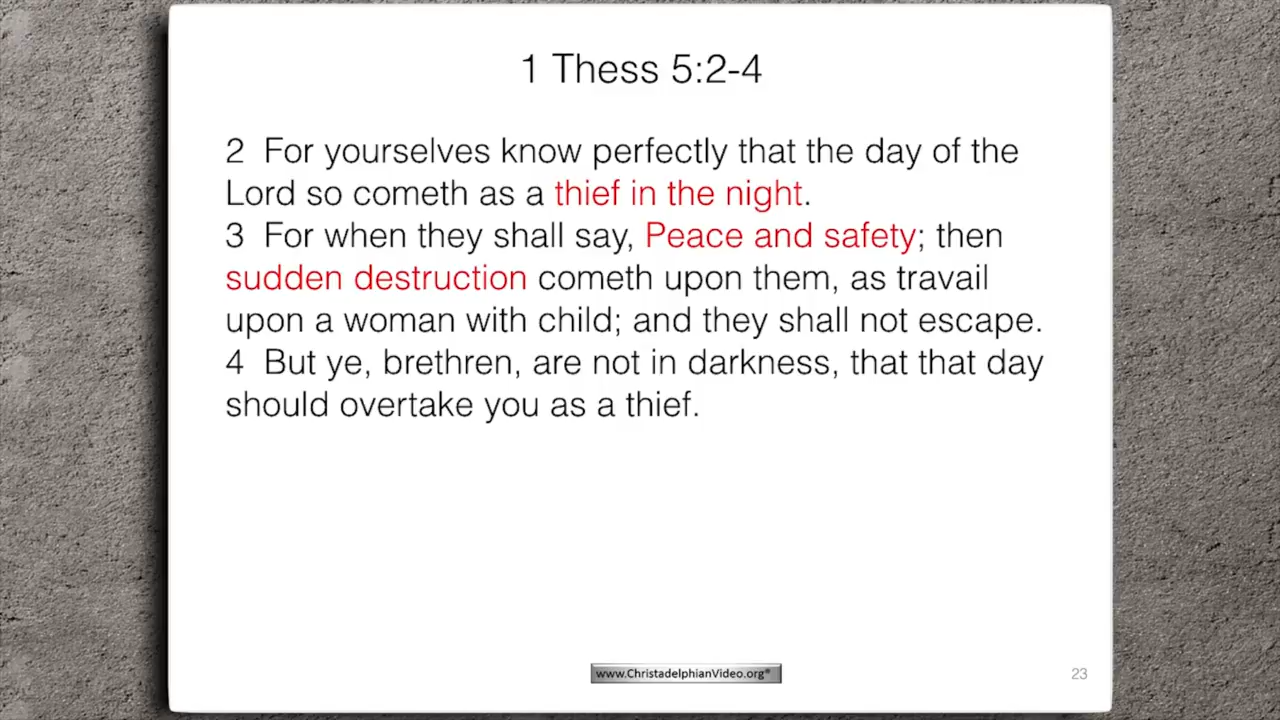 1 Thess 5:2-4
2 For yourselves know perfectly that the day of the
Lord so cometh as a thief in the night.
3 For when they shall say, Peace and safety; then
sudden destruction cometh upon them, as travail
upon a woman with child; and they shall not escape.
4 But ye, brethren, are not in darkness, that that day
should overtake you as a thief.
www.ChristadelphianVideo.org®
23